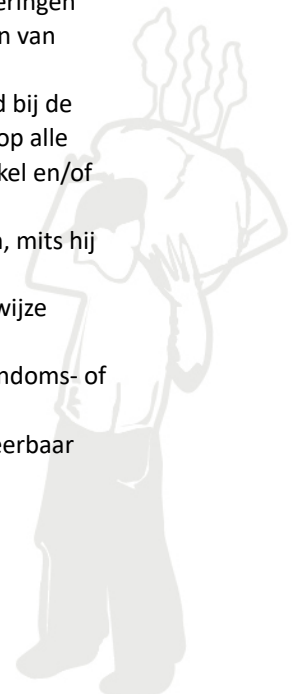 eringen
n van
d bij de
op alle
kel en/of
, mits hij
wijze
ndoms- of
eerbaar